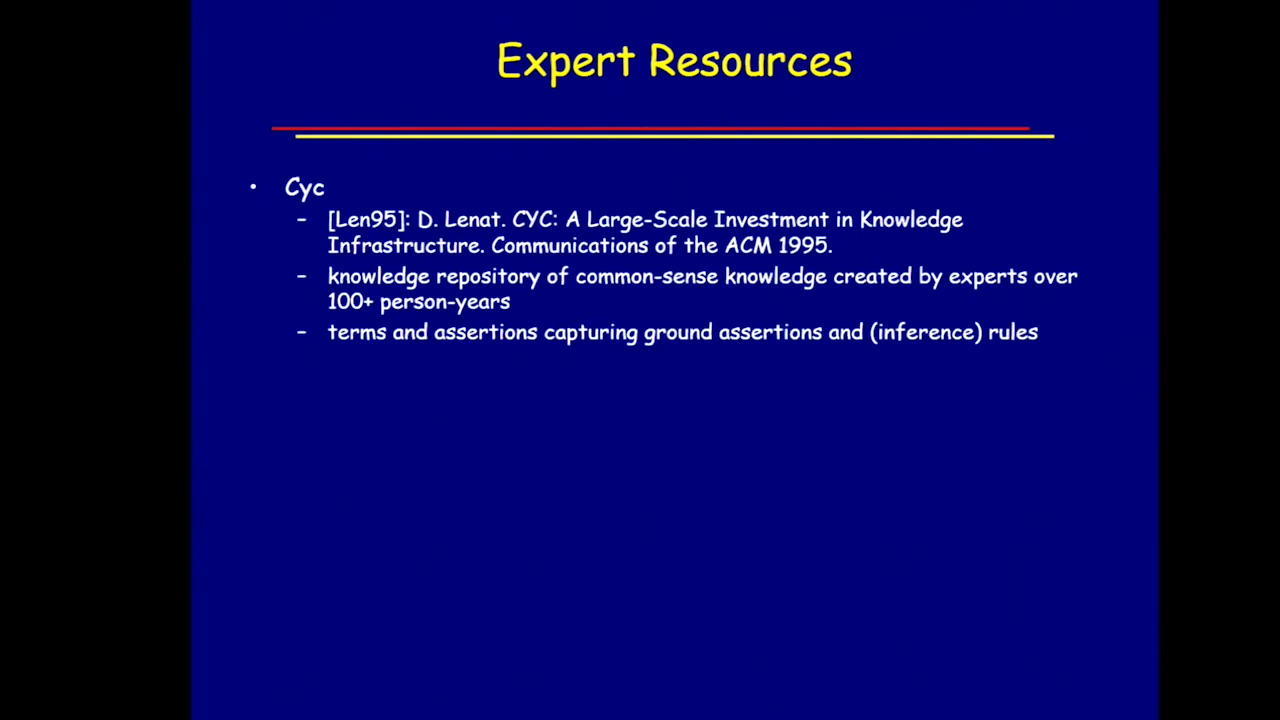 Expert Resources
• Cyc
– [Len95]: D. Lenat. CYC: A Large-Scale Investment in Knowledge
Infrastructure. Communications of the ACM 1995.
– knowledge repository of common-sense knowledge created by experts over
100+ person-years
– terms and assertions capturing ground assertions and (inference) rules